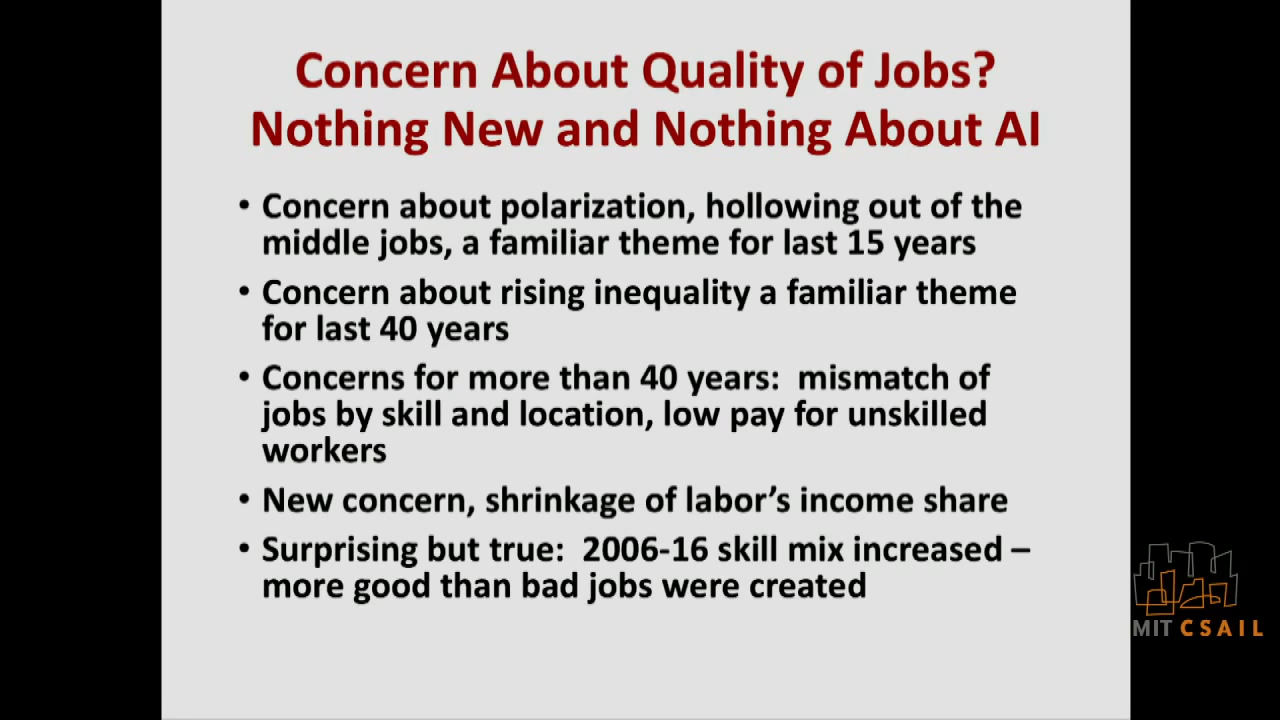 Concern About Quality of Jobs?
Nothing New and Nothing About AI
• Concern about polarization, hollowing out of the
middle jobs, a familiar theme for last 15 years
• Concern about rising inequality a familiar theme
for last 40 years
• Concerns for more than 40 years:  mismatch of
jobs by skill and location, low pay for unskilled
workers
• New concern, shrinkage of labor’s income share
• Surprising but true:  2006-16 skill mix increased –
more good than bad jobs were created
MIT CSAIL